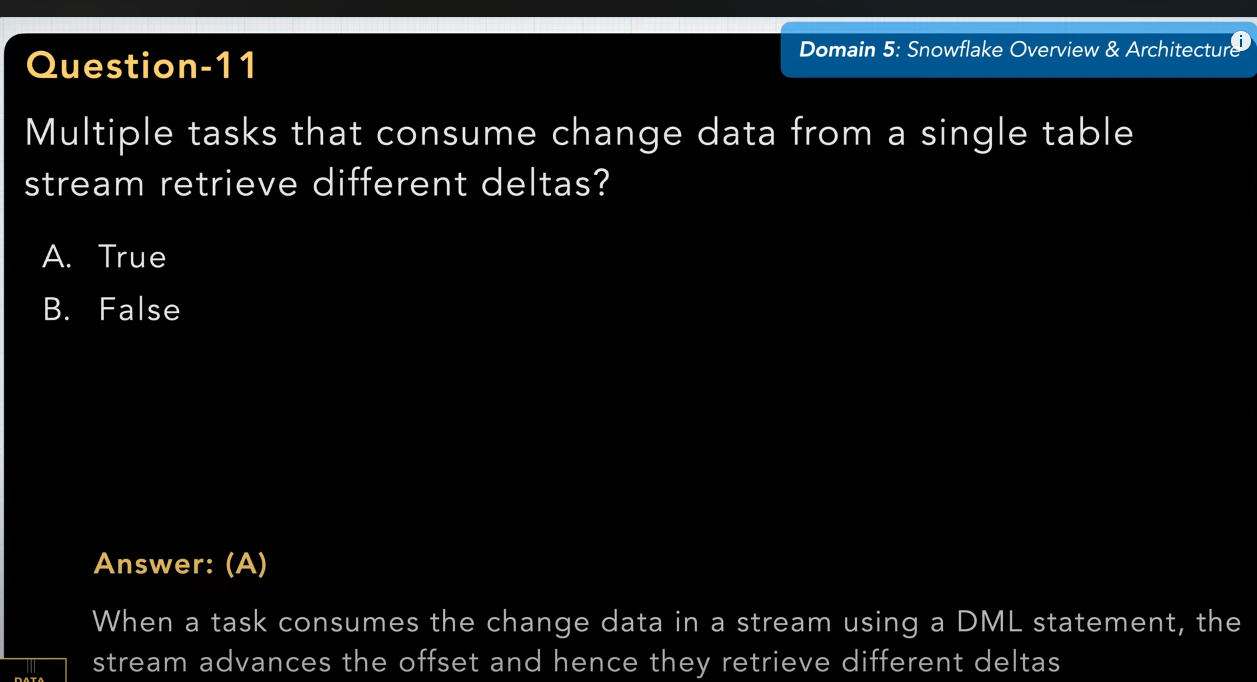 Question-11
Domain 5: Snowflake Overview & Architecture
i
Multiple tasks that consume change data from a single table
stream retrieve different deltas?
A. True
B. False
Answer: (A)
When a task consumes the change data in a stream using a DML statement, the
stream advances the offset and hence they retrieve different deltas
DATA